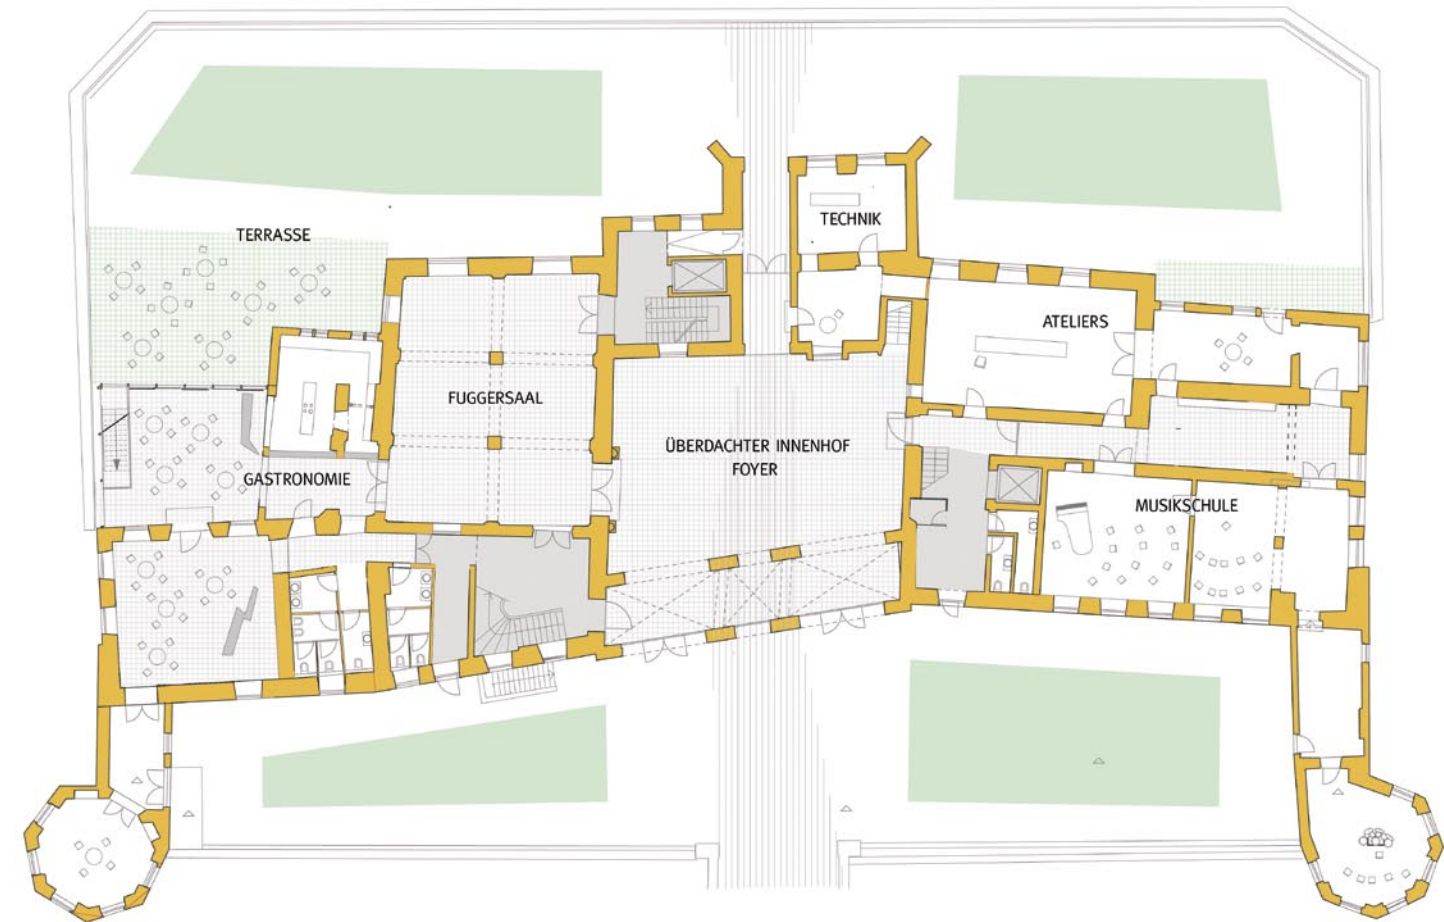 TERRASSE
TECHNIK
ATELIERS
FUGGERSAAL
ÜBERDACHTER INNENHOF
FOYER
GASTRONOMIE
MUSIKSCHULE